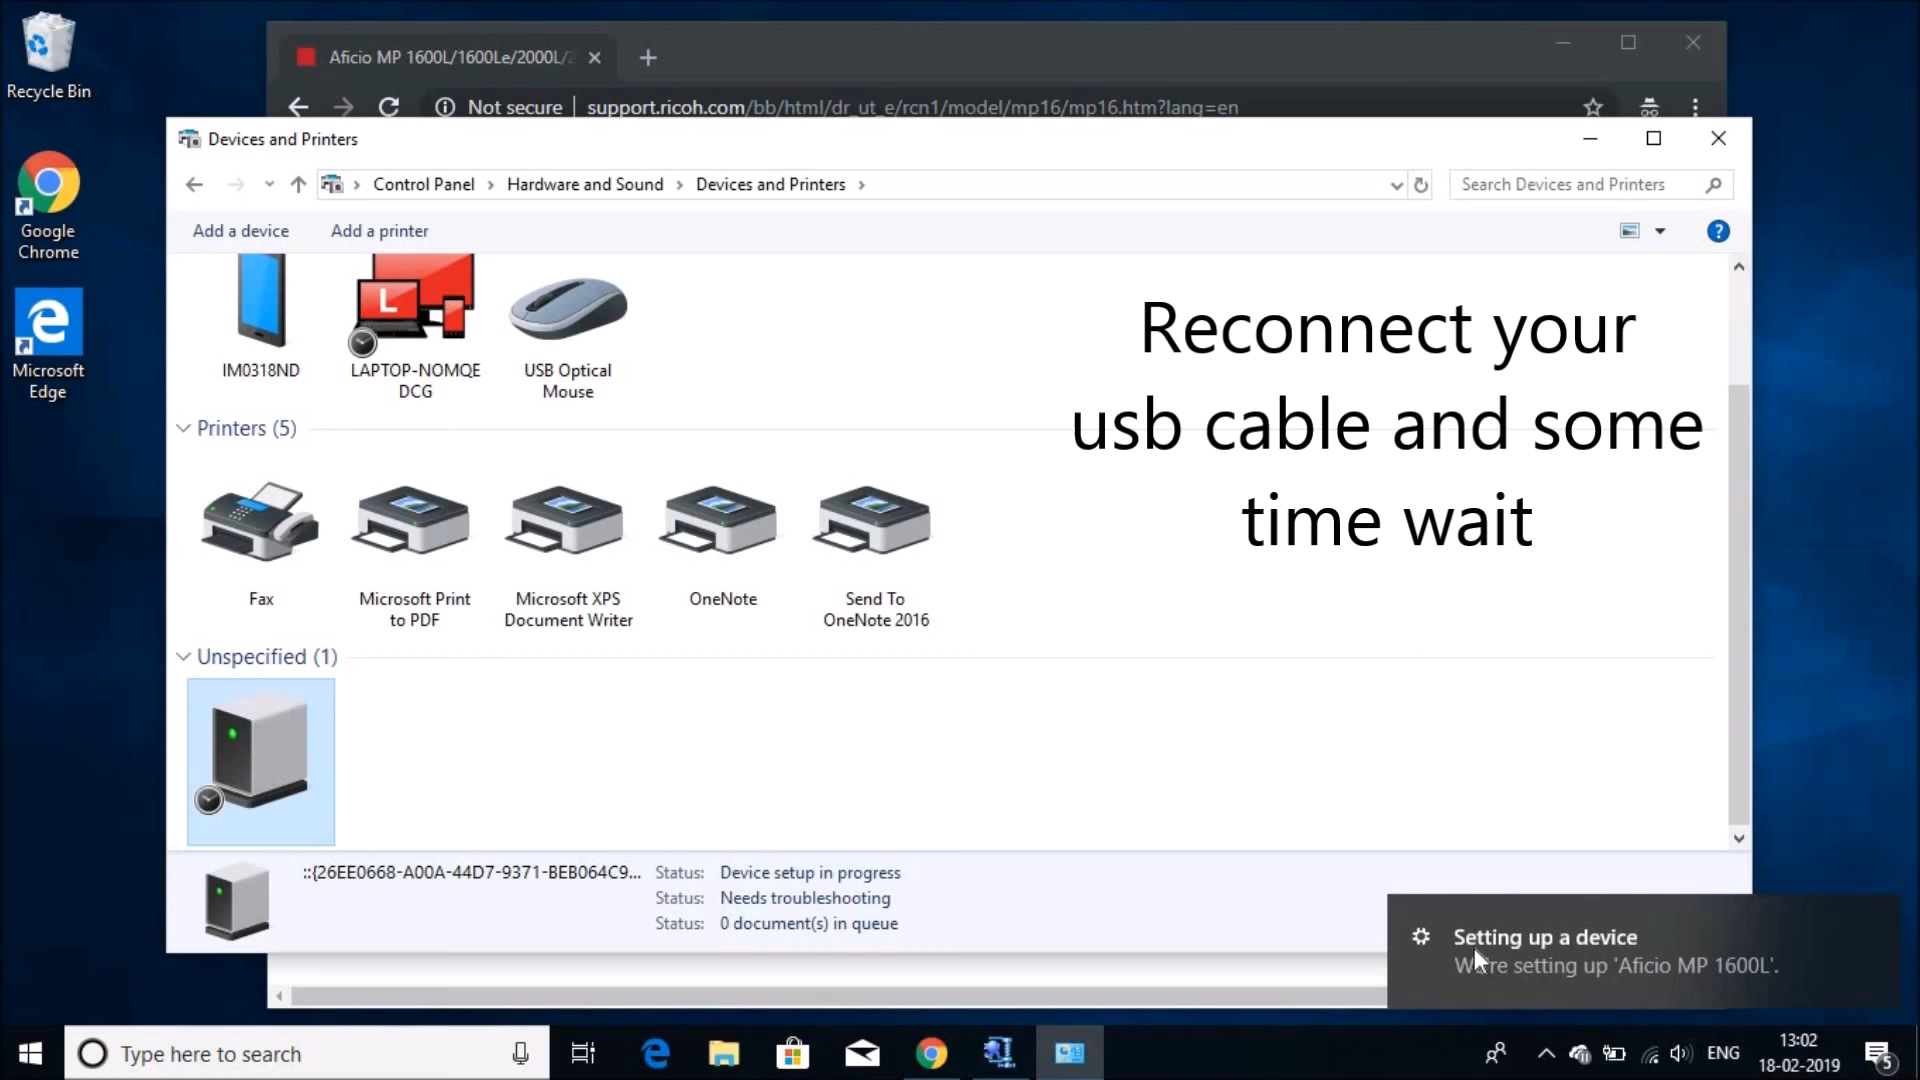 Recycle Bin
Google
Chrome
Microsoft
Edge
Aficio MP 1600L/1600Le/2000L/
Not secure
support.ricoh.com/bb/html/dr_ut_e/rcn1/model/mp16/mp16.htm?lang=en
Devices and Printers
Control Panel
Hardware and Sound
Devices and Printers
Search Devices and Printers
Add a device
Add a printer
?
L
IM0318ND
LAPTOP-NOMQE
DCG
USB Optical
Mouse
Reconnect your
usb cable and some
time wait
Printers (5)
Fax
Microsoft Print
to PDF
Microsoft XPS
Document Writer
OneNote
Send To
OneNote 2016
Unspecified (1)
::{26EE0668-A00A-44D7-9371-BEB064C9...
Status: Device setup in progress
Status: Needs troubleshooting
Status: 0 document(s) in queue
Setting up a device
We're setting up 'Aficio MP 1600L'.
Type here to search
ENG
13:02
18-02-2019
5